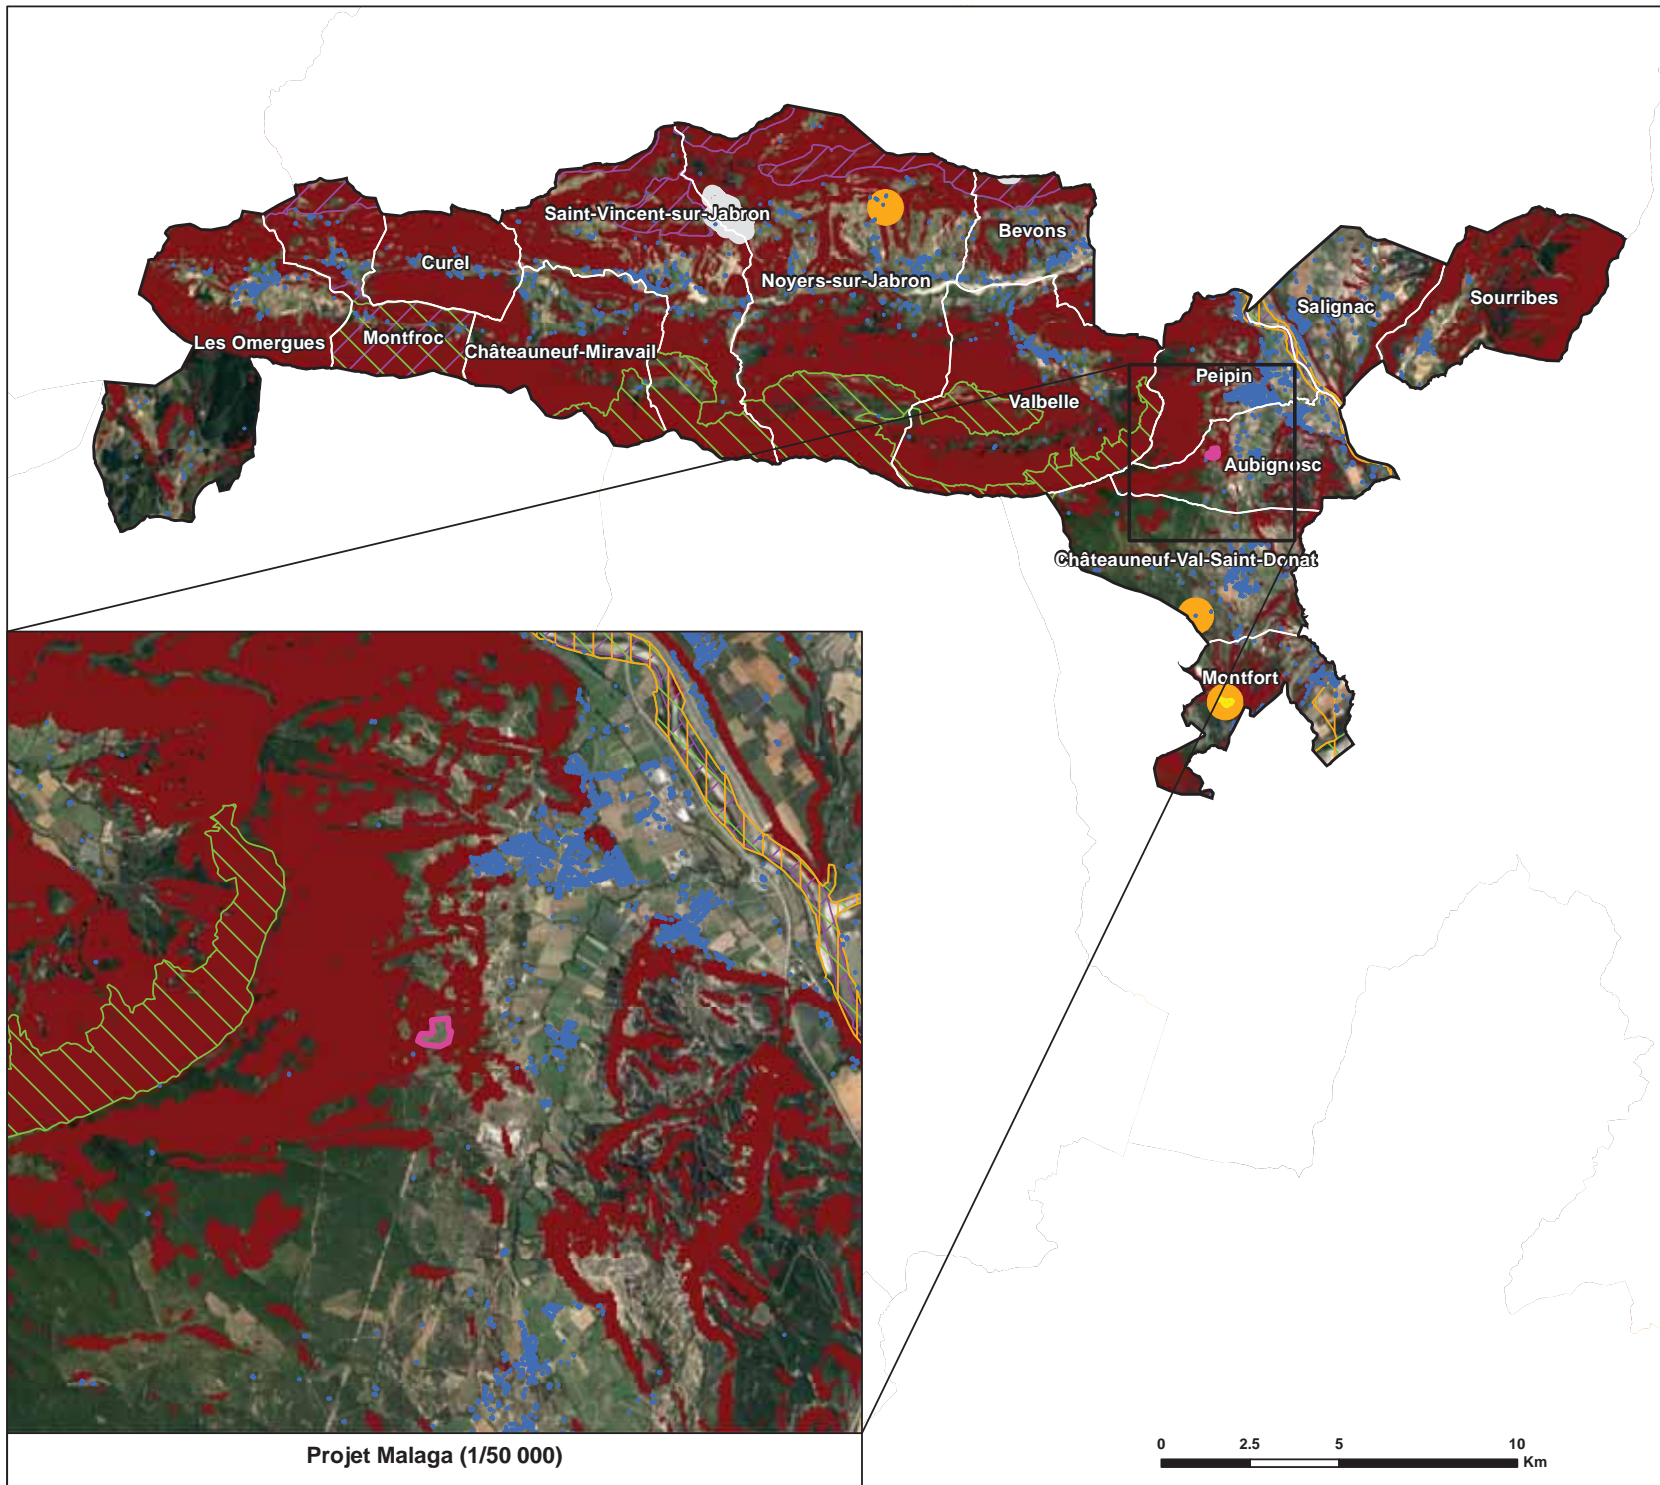 Saint-Vincent-sur-Jabron
Bevons
Curel
Noyers-sur-Jabron
Salignac
Sourribes
Les Omergues
Montfroc
Châteauneuf-Miravail
Peipin
Valbelle
Aubignosc
Châteauneuf-Val-Saint-Donat
Montfort
Projet Malaga (1/50 000)
0 2.5 5 10
Km